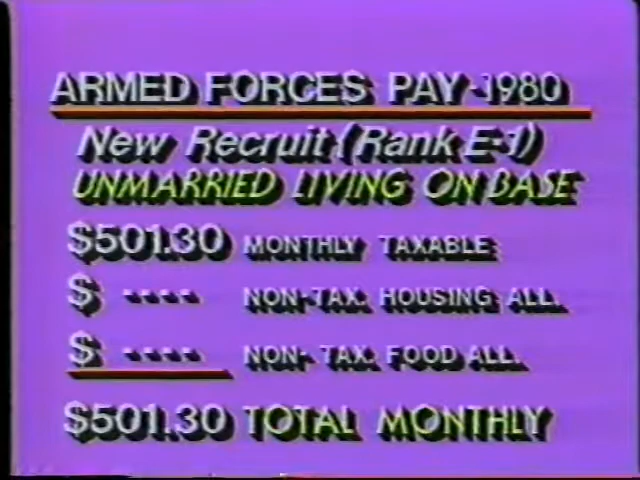 ARMED FORCES PAY-1980
New Recruit (Rank E-1)
UNMARRIED LIVING ON BASE
$501.30 MONTHLY TAXABLE
$ ---- NON-TAX. HOUSING ALL.
$ ---- NON-TAX. FOOD ALL.
$501.30 TOTAL MONTHLY